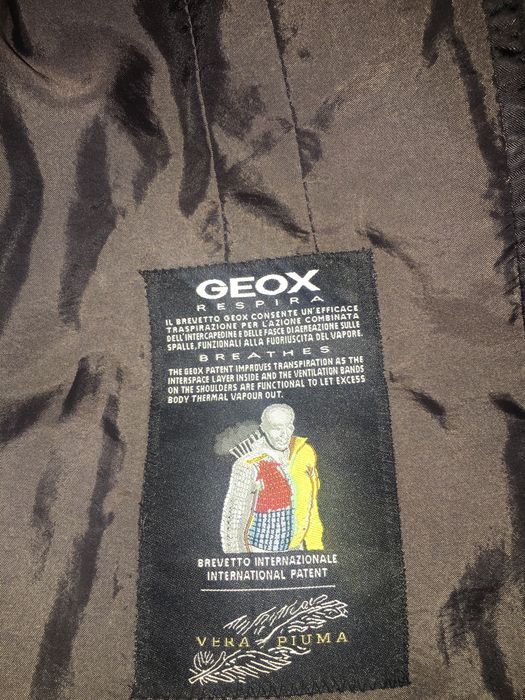 GEOX
RESPIRA
IL BREVETTO GEOX CONSENTE UN'EFFICACE
TRASPIRAZIONE PER L'AZIONE COMBINATA
DELL'INTERCAPEDINE E DELLE FASCE DI AEREAZIONE SULLE
SPALLE, FUNZIONALI ALLA FUORIUSCITA DEL VAPORE.
BREATHES
THE GEOX PATENT IMPROVES TRANSPIRATION AS THE
INTERSPACE LAYER INSIDE AND THE VENTILATION BANDS
ON THE SHOULDERS ARE FUNCTIONAL TO LET EXCESS
BODY THERMAL VAPOUR OUT.
BREVETTO INTERNAZIONALE
INTERNATIONAL PATENT
VERA PIUMA